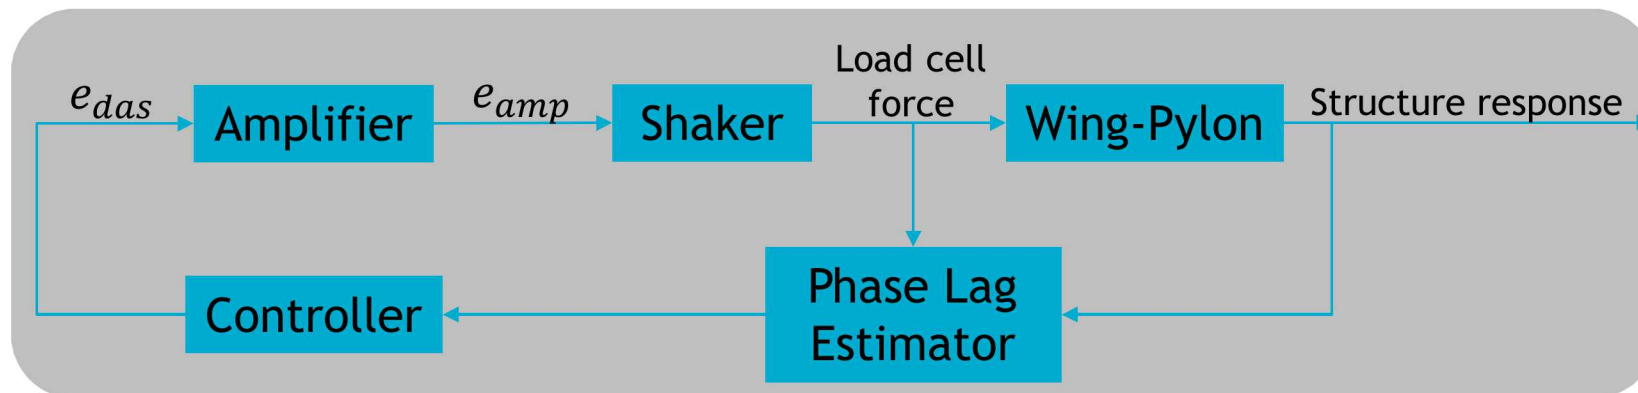 e_das
Amplifier
e_amp
Shaker
Load cell
force
Wing-Pylon
Structure response
Controller
Phase Lag
Estimator